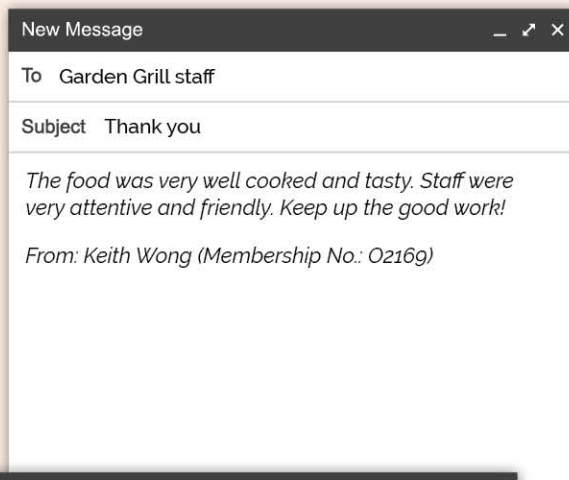 New Message
To Garden Grill staff
Subject Thank you
The food was very well cooked and tasty. Staff were
very attentive and friendly. Keep up the good work!
From: Keith Wong (Membership No.: O2169)